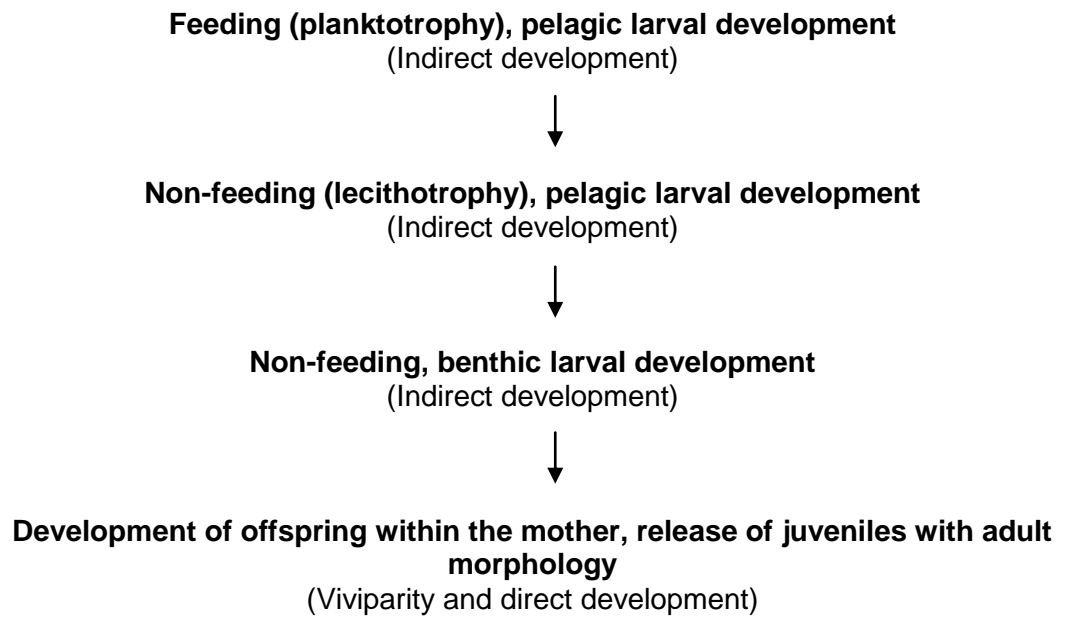 Feeding (planktotrophy), pelagic larval development
(Indirect development)
Non-feeding (lecithotrophy), pelagic larval development
(Indirect development)
Non-feeding, benthic larval development
(Indirect development)
Development of offspring within the mother, release of juveniles with adult
morphology
(Viviparity and direct development)